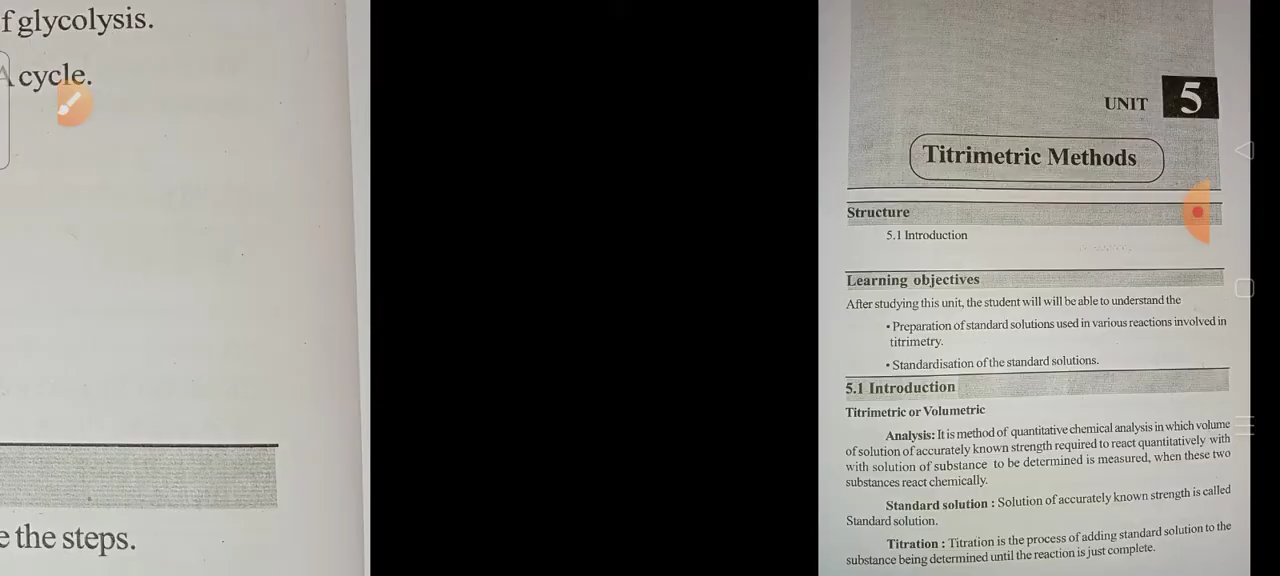 f glycolysis.
A cycle.
e the steps.
UNIT 5
Titrimetric Methods
Structure
5.1 Introduction
Learning objectives
After studying this unit, the student will will be able to understand the
• Preparation of standard solutions used in various reactions involved in
titrimetry.
• Standardisation of the standard solutions.
5.1 Introduction
Titrimetric or Volumetric
Analysis: It is method of quantitative chemical analysis in which volume
of solution of accurately known strength required to react quantitatively with
with solution of substance to be determined is measured, when these two
substances react chemically.
Standard solution : Solution of accurately known strength is called
Standard solution.
Titration : Titration is the process of adding standard solution to the
substance being determined until the reaction is just complete.